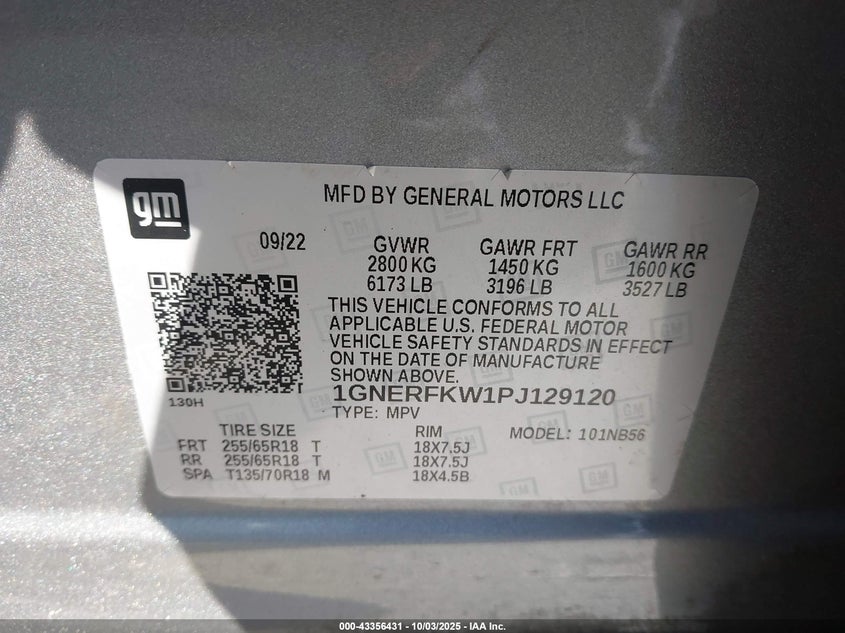 gm
MFD BY GENERAL MOTORS LLC
09/22 GVWR GAWR FRT GAWR RR
2800 KG 1450 KG 1600 KG
6173 LB 3196 LB 3527 LB
THIS VEHICLE CONFORMS TO ALL
APPLICABLE U.S. FEDERAL MOTOR
VEHICLE SAFETY STANDARDS IN EFFECT
ON THE DATE OF MANUFACTURE
SHOWN ABOVE.
1GNERFKW1PJ129120
130H
TYPE: MPV
TIRE SIZE RIM MODEL: 101NB56
FRT 255/65R18 T 18X7.5J
RR 255/65R18 T 18X7.5J
SPA T135/70R18 M 18X4.5B
000-43356431 - 10/03/2025 - IAA Inc.